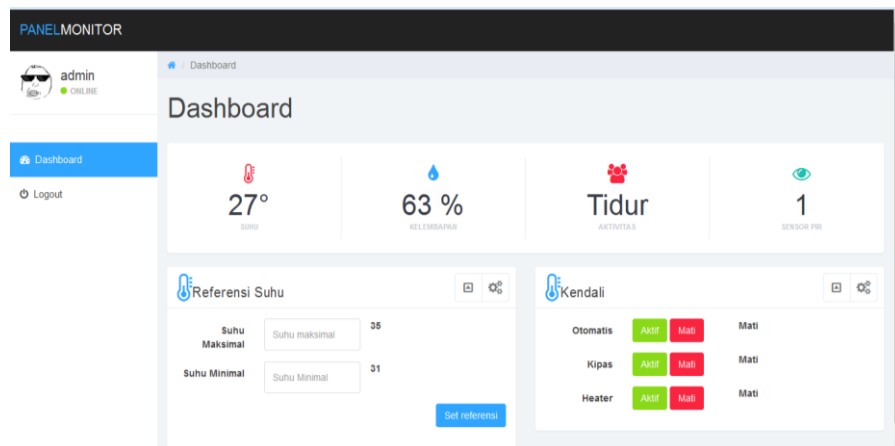 PANELMONITOR
admin
ONLINE
Dashboard
Logout
/ Dashboard
Dashboard
27°
SUHU
63 %
KELEMBAPAN
Tidur
AKTIVITAS
1
SENSOR PIR
Referensi Suhu
Suhu Maksimal
Suhu maksimal
35
Suhu Minimal
Suhu Minimal
31
Set referensi
Kendali
Otomatis Aktif Mati Mati
Kipas Aktif Mati Mati
Heater Aktif Mati Mati